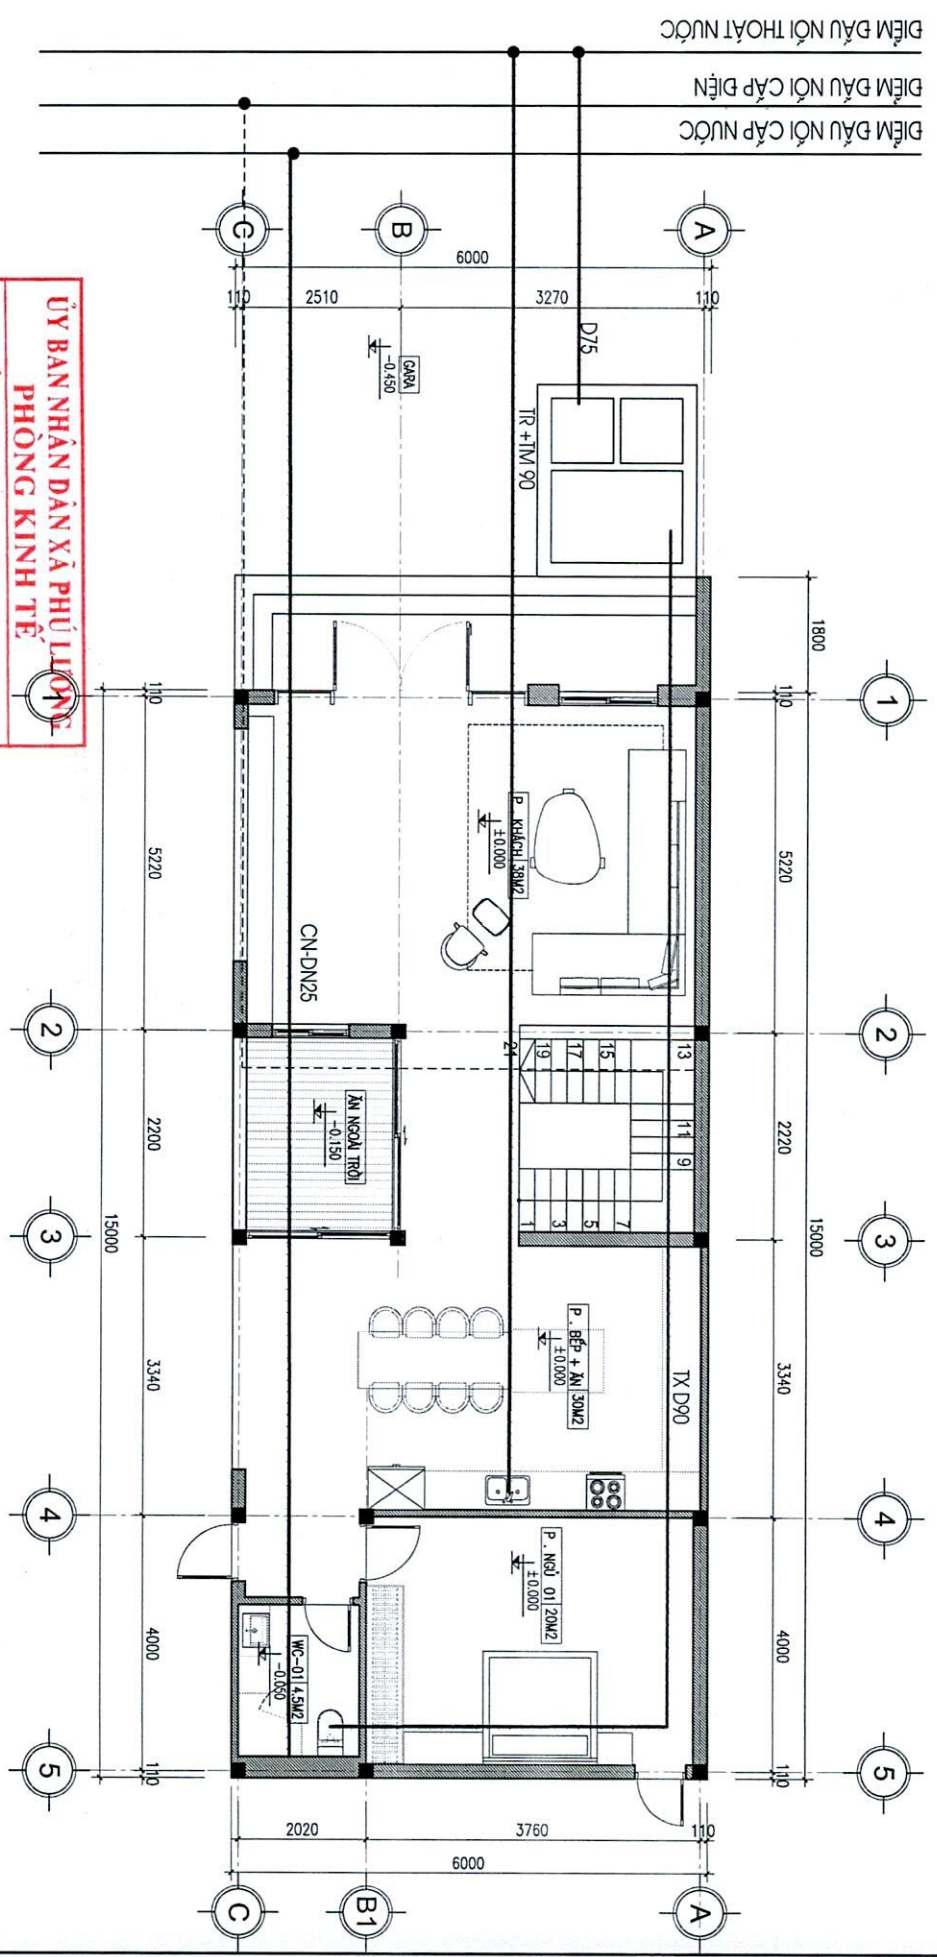 ĐIỂM ĐẤU NỐI THOÁT NƯỚC
ĐIỂM ĐẤU NỐI CẤP ĐIỆN
ĐIỂM ĐẤU NỐI CẤP NƯỚC
C
B
A
6000
110
2510
3270
110
D75
GARA
-0.450
TR +TM 90
ỦY BAN NHÂN DÂN XÃ PHÚ LƯƠNG
PHÒNG KINH TẾ
1800
1
110
110
1
P. KHÁCH 38M2
±0.000
5220
5220
CN-DN25
2
2
21
19
17
15
13
11
9
7
5
3
1
ĂN NGOÀI TRỜI
-0.150
2200
2220
15000
15000
3
3
P. BẾP + ĂN 30M2
±0.000
TX D90
3340
3340
4
4
P. NGỦ 01 20M2
±0.000
WC-01 4.5M2
-0.050
4000
4000
110
110
5
5
2020
3760
110
6000
C
B1
A